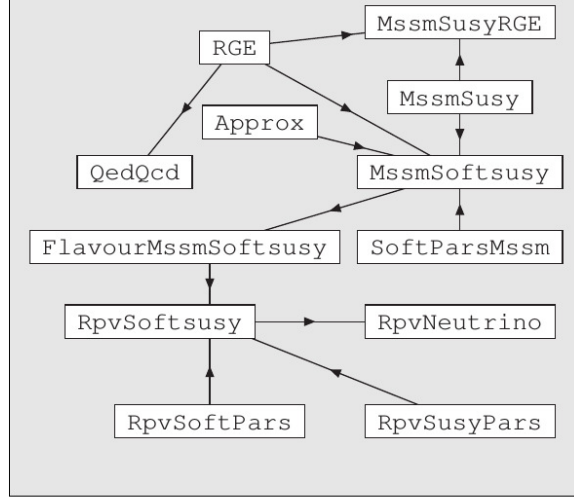 MssmSusyRGE
RGE
MssmSusy
Approx
QedQcd
MssmSoftsusy
FlavourMssmSoftsusy
SoftParsMssm
RpvSoftsusy
RpvNeutrino
RpvSoftPars
RpvSusyPars